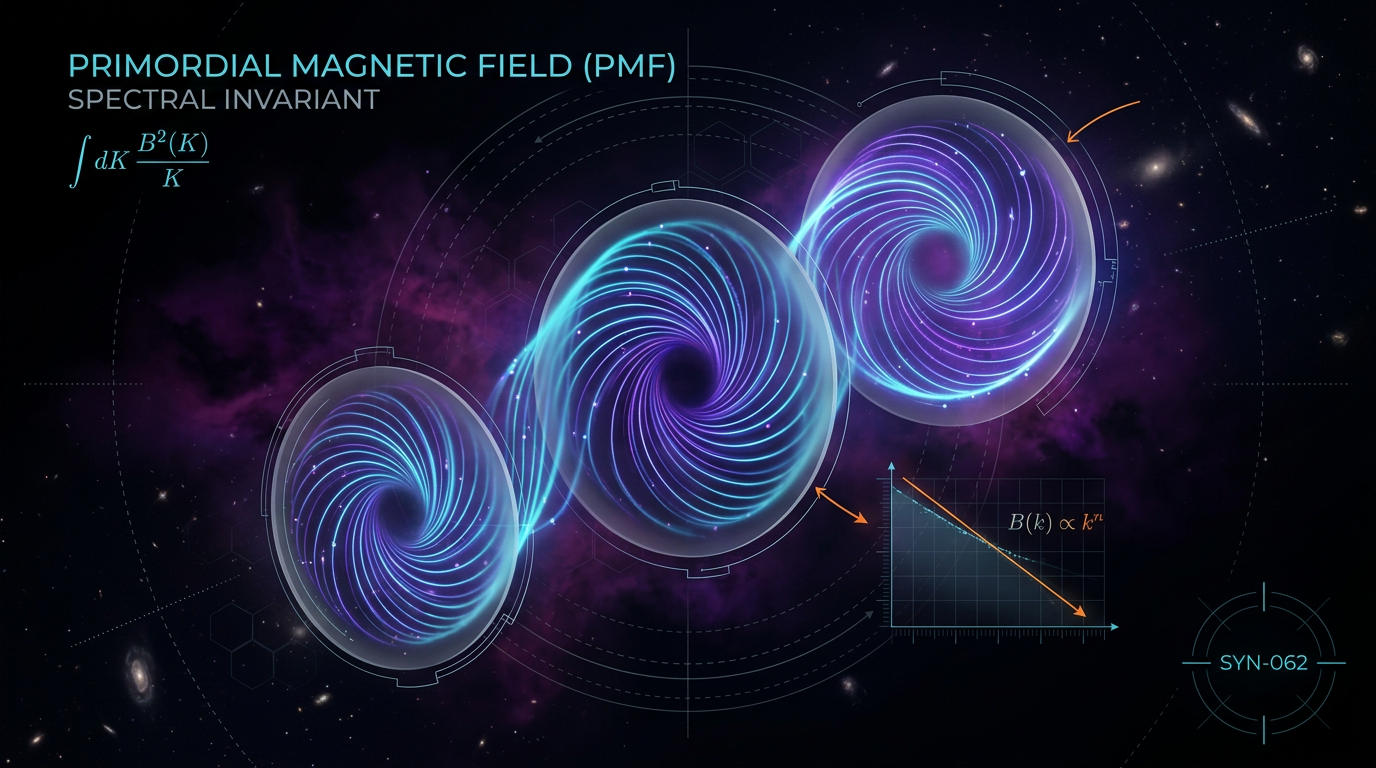 PRIMORDIAL MAGNETIC FIELD (PMF)
SPECTRAL INVARIANT
∫ dK B²(K) / K
B(k) ∝ kⁿ
SYN-062